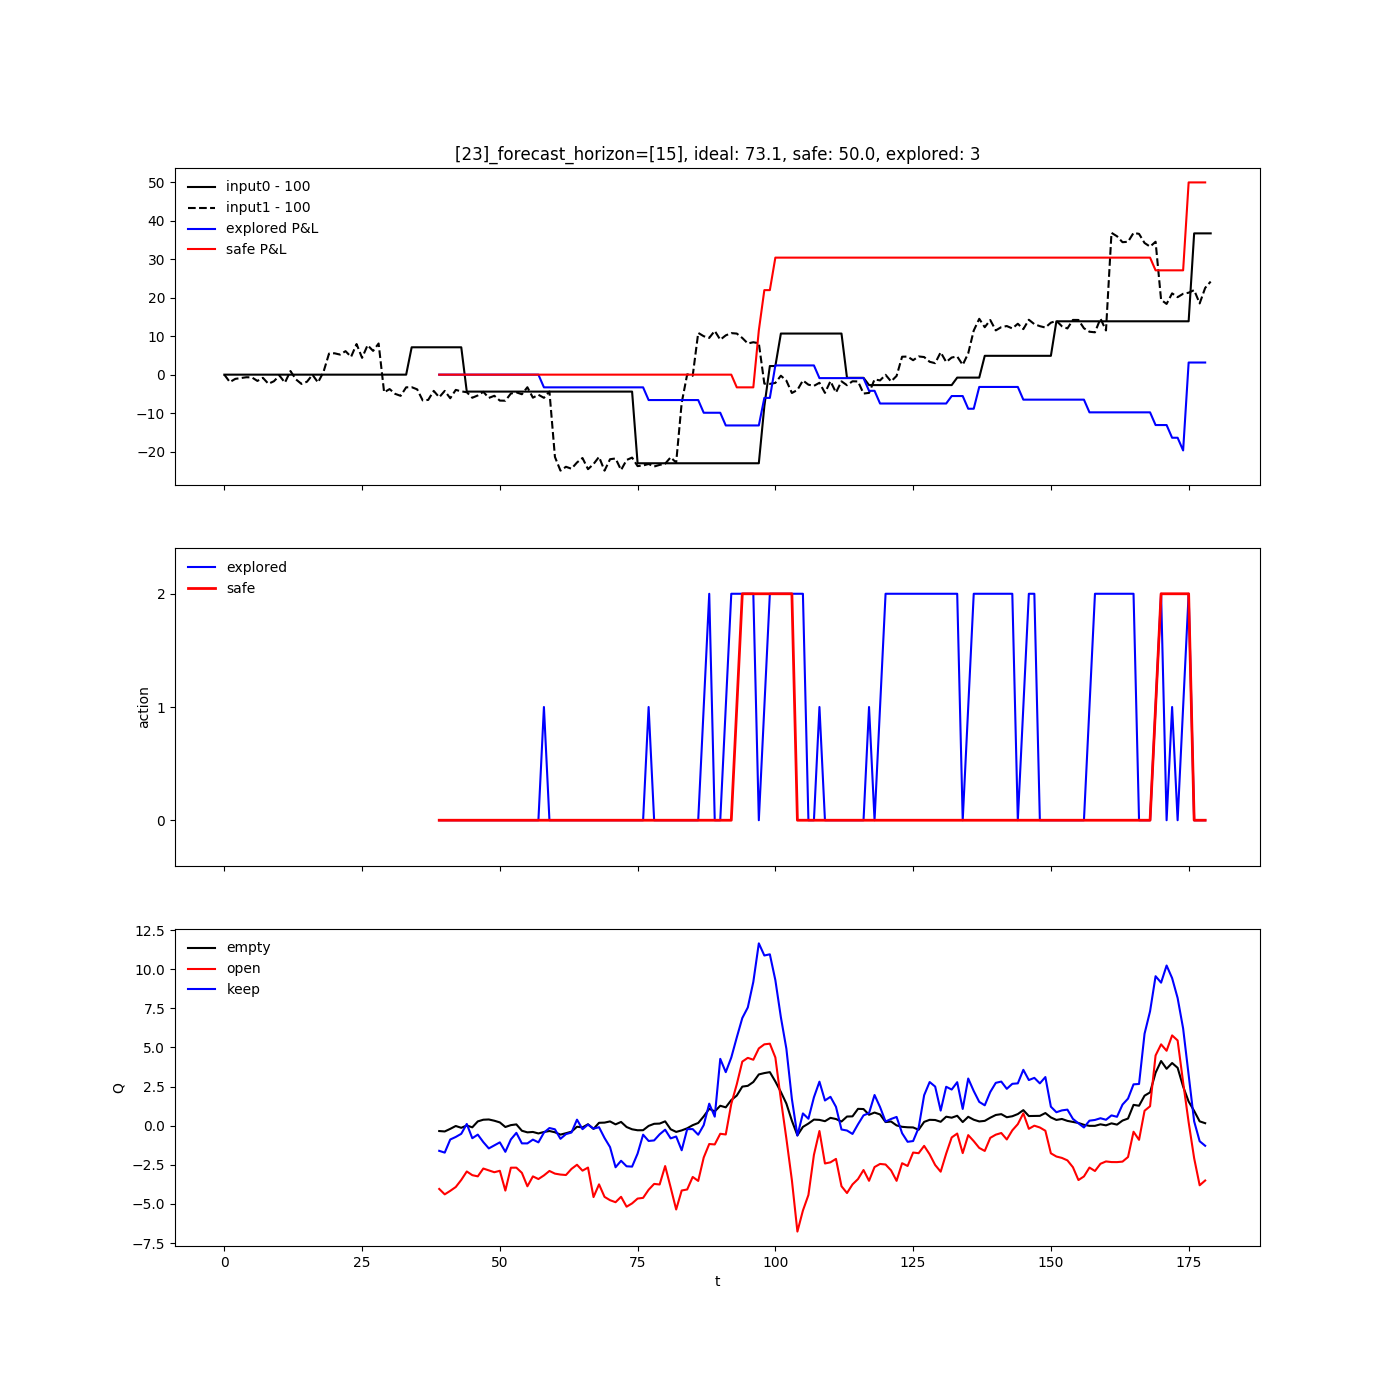 [23]_forecast_horizon=[15], ideal: 73.1, safe: 50.0, explored: 3
50
40
30
20
10
0
−10
−20
input0 - 100
input1 - 100
explored P&L
safe P&L
2
1
0
action
explored
safe
12.5
10.0
7.5
5.0
2.5
0.0
−2.5
−5.0
−7.5
Q
empty
open
keep
0 25 50 75 100 125 150 175
t